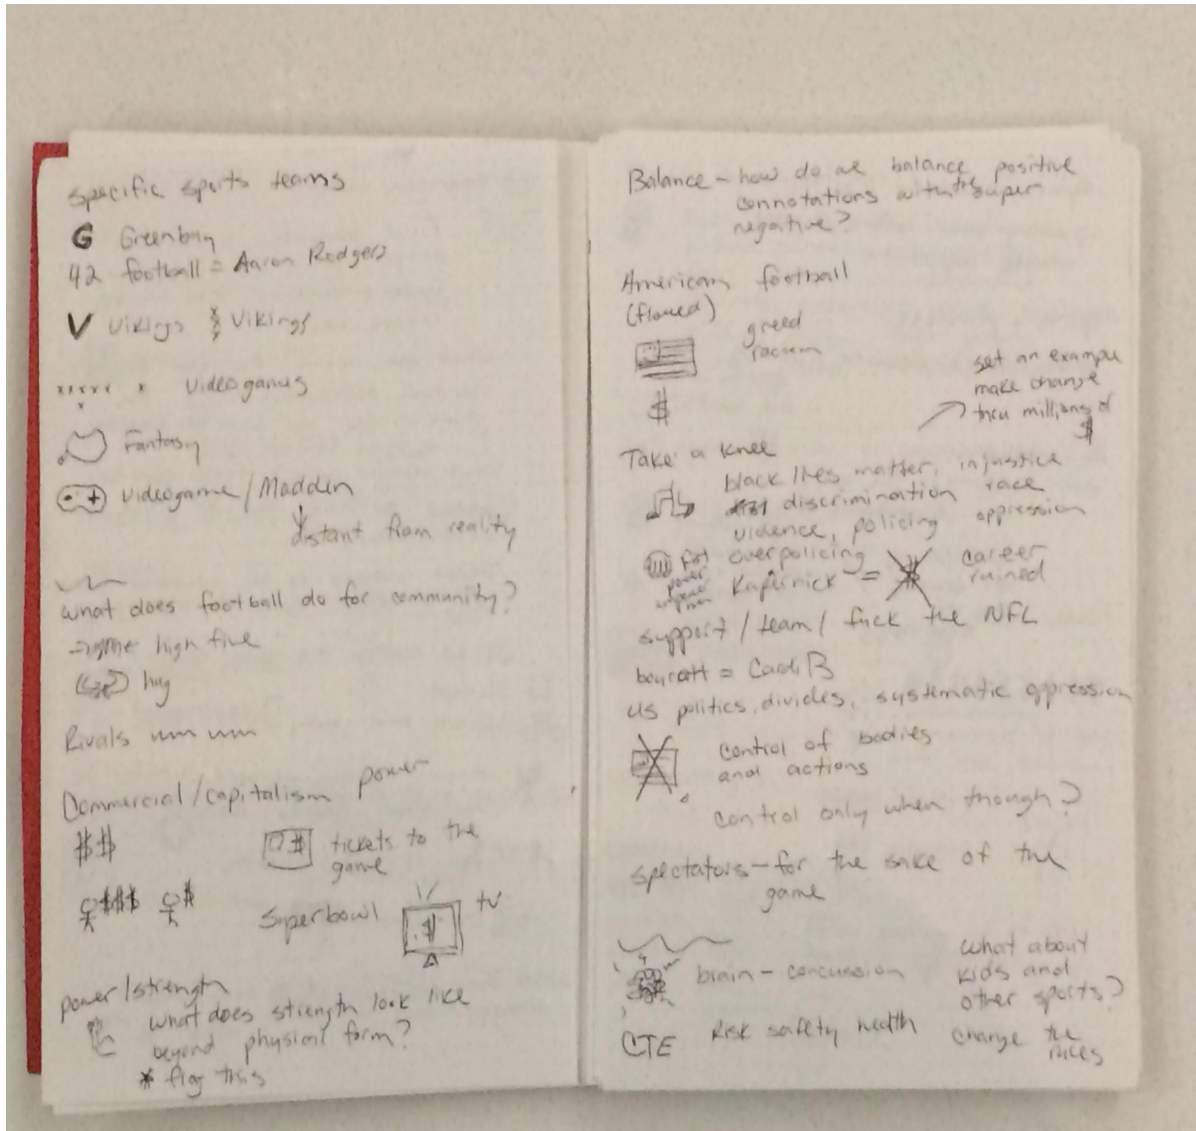 specific sports teams
G Greenbay
42 football = Aaron Rodgers
V Vikings Vikings
xxxxx x videogames
x
Fantasy
videogame/Madden
distant from reality
what does football do for community?
high five
hug
Rivals
Commercial/capitalism power
$$
$ tickets to the
game
$$$ $
Superbowl $ tv
power/strength
what does strength look like
beyond physical form?
* flag this
Balance - how do we balance positive
connotations with the super
negative?
American football
(flawed)
greed
racism
$
set an example
make change
thru millions of
$
Take a knee
black lives matter, injustice
discrimination race
violence, policing oppression
fist overpolicing
power
Kapernick = $ career
ruined
support/team/fuck the NFL
boycott = Cardi B
US politics, divides, systematic oppression
control of bodies
and actions
control only when though?
spectators - for the sake of the
game
brain - concussion
what about
kids and
other sports?
CTE Risk safety health
change the
rules